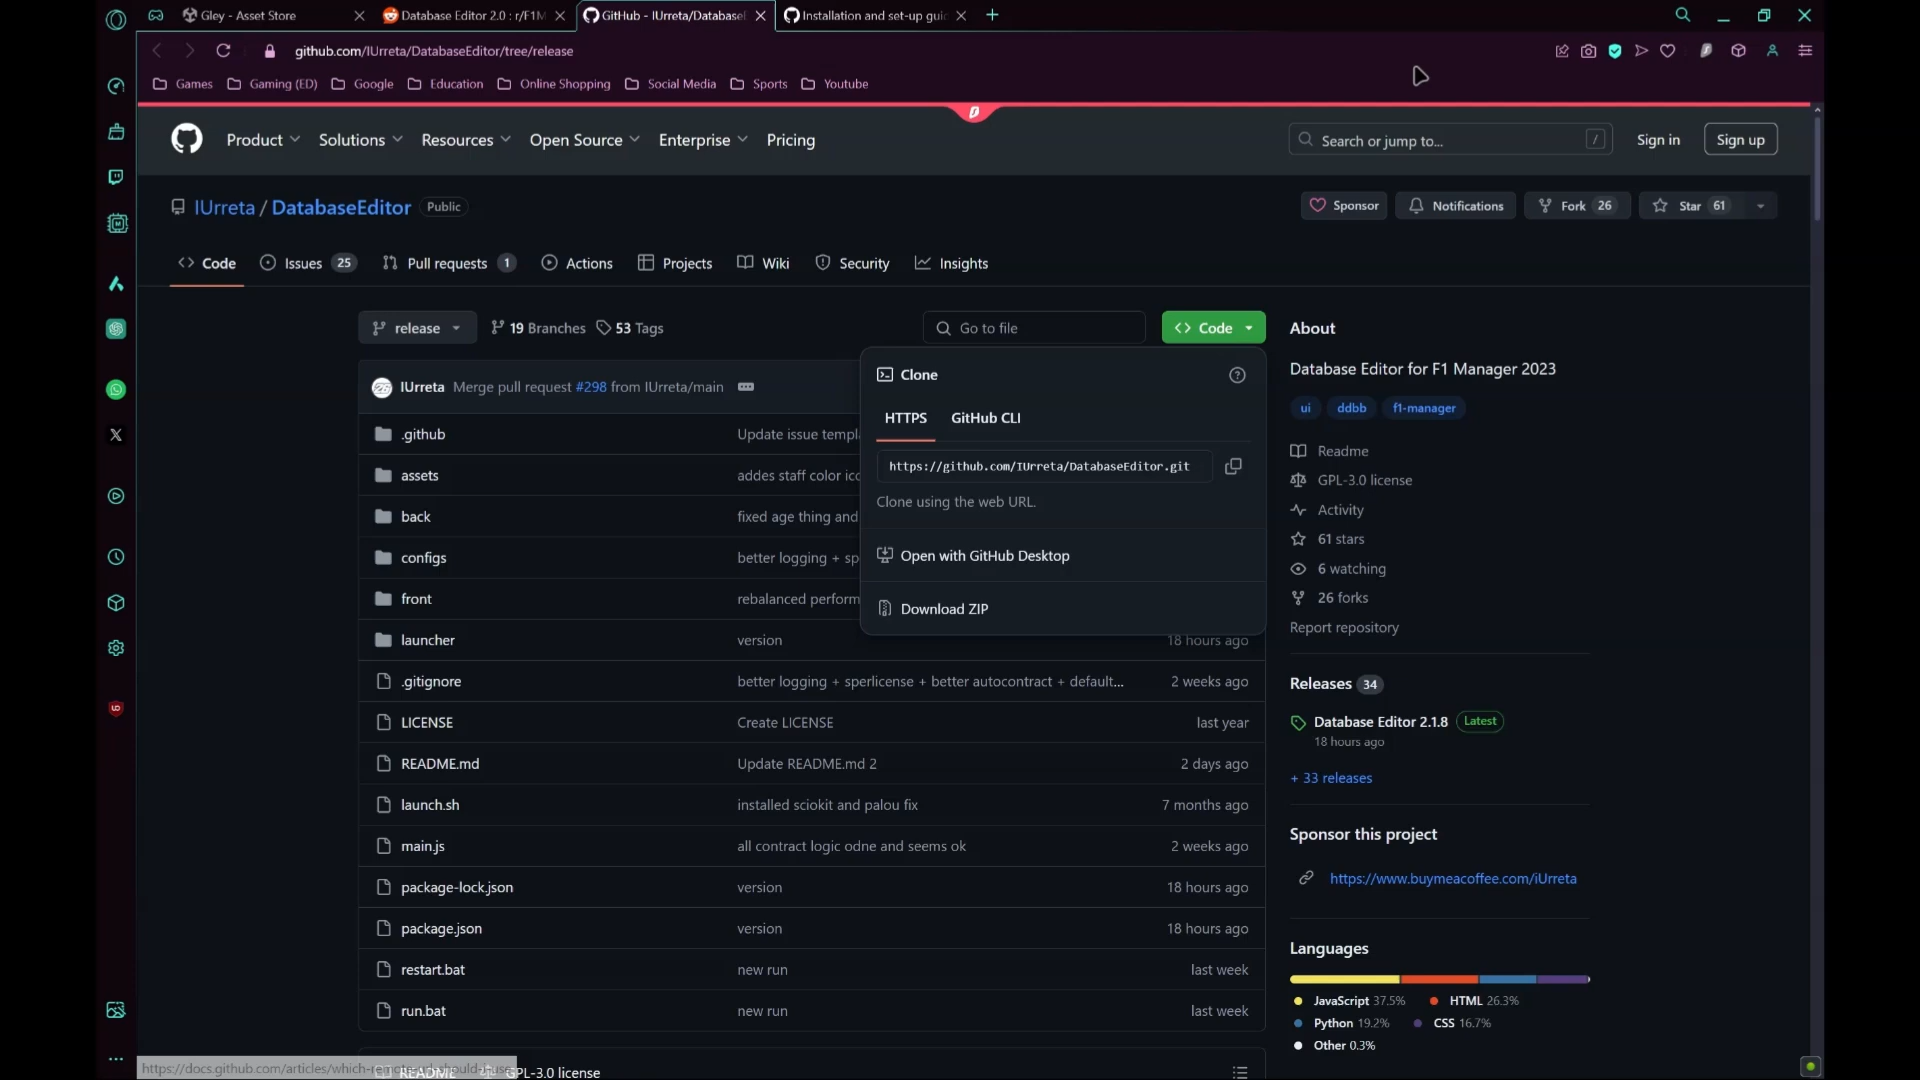 Gley - Asset Store
Database Editor 2.0 : r/F1M
GitHub - IUrreta/Database
Installation and set-up gui
github.com/IUrreta/DatabaseEditor/tree/release
Games
Gaming (ED)
Google
Education
Online Shopping
Social Media
Sports
Youtube
Product
Solutions
Resources
Open Source
Enterprise
Pricing
Search or jump to...
/
Sign in
Sign up
IUrreta / DatabaseEditor
Public
Sponsor
Notifications
Fork 26
Star 61
Code
Issues 25
Pull requests 1
Actions
Projects
Wiki
Security
Insights
release
19 Branches
53 Tags
Go to file
Code
IUrreta Merge pull request #298 from IUrreta/main
.github Update issue templ
assets addes staff color ico
back fixed age thing and
configs better logging + sp
front rebalanced perform
launcher version 18 hours ago
.gitignore better logging + sperlicense + better autocontract + default... 2 weeks ago
LICENSE Create LICENSE last year
README.md Update README.md 2 2 days ago
launch.sh installed sciokit and palou fix 7 months ago
main.js all contract logic odne and seems ok 2 weeks ago
package-lock.json version 18 hours ago
package.json version 18 hours ago
restart.bat new run last week
run.bat new run last week
README GPL-3.0 license
Clone
HTTPS
GitHub CLI
https://github.com/IUrreta/DatabaseEditor.git
Clone using the web URL.
Open with GitHub Desktop
Download ZIP
About
Database Editor for F1 Manager 2023
ui ddbb f1-manager
Readme
GPL-3.0 license
Activity
61 stars
6 watching
26 forks
Report repository
Releases 34
Database Editor 2.1.8 Latest
18 hours ago
+ 33 releases
Sponsor this project
https://www.buymeacoffee.com/iUrreta
Languages
JavaScript 37.5% HTML 26.3%
Python 19.2% CSS 16.7%
Other 0.3%